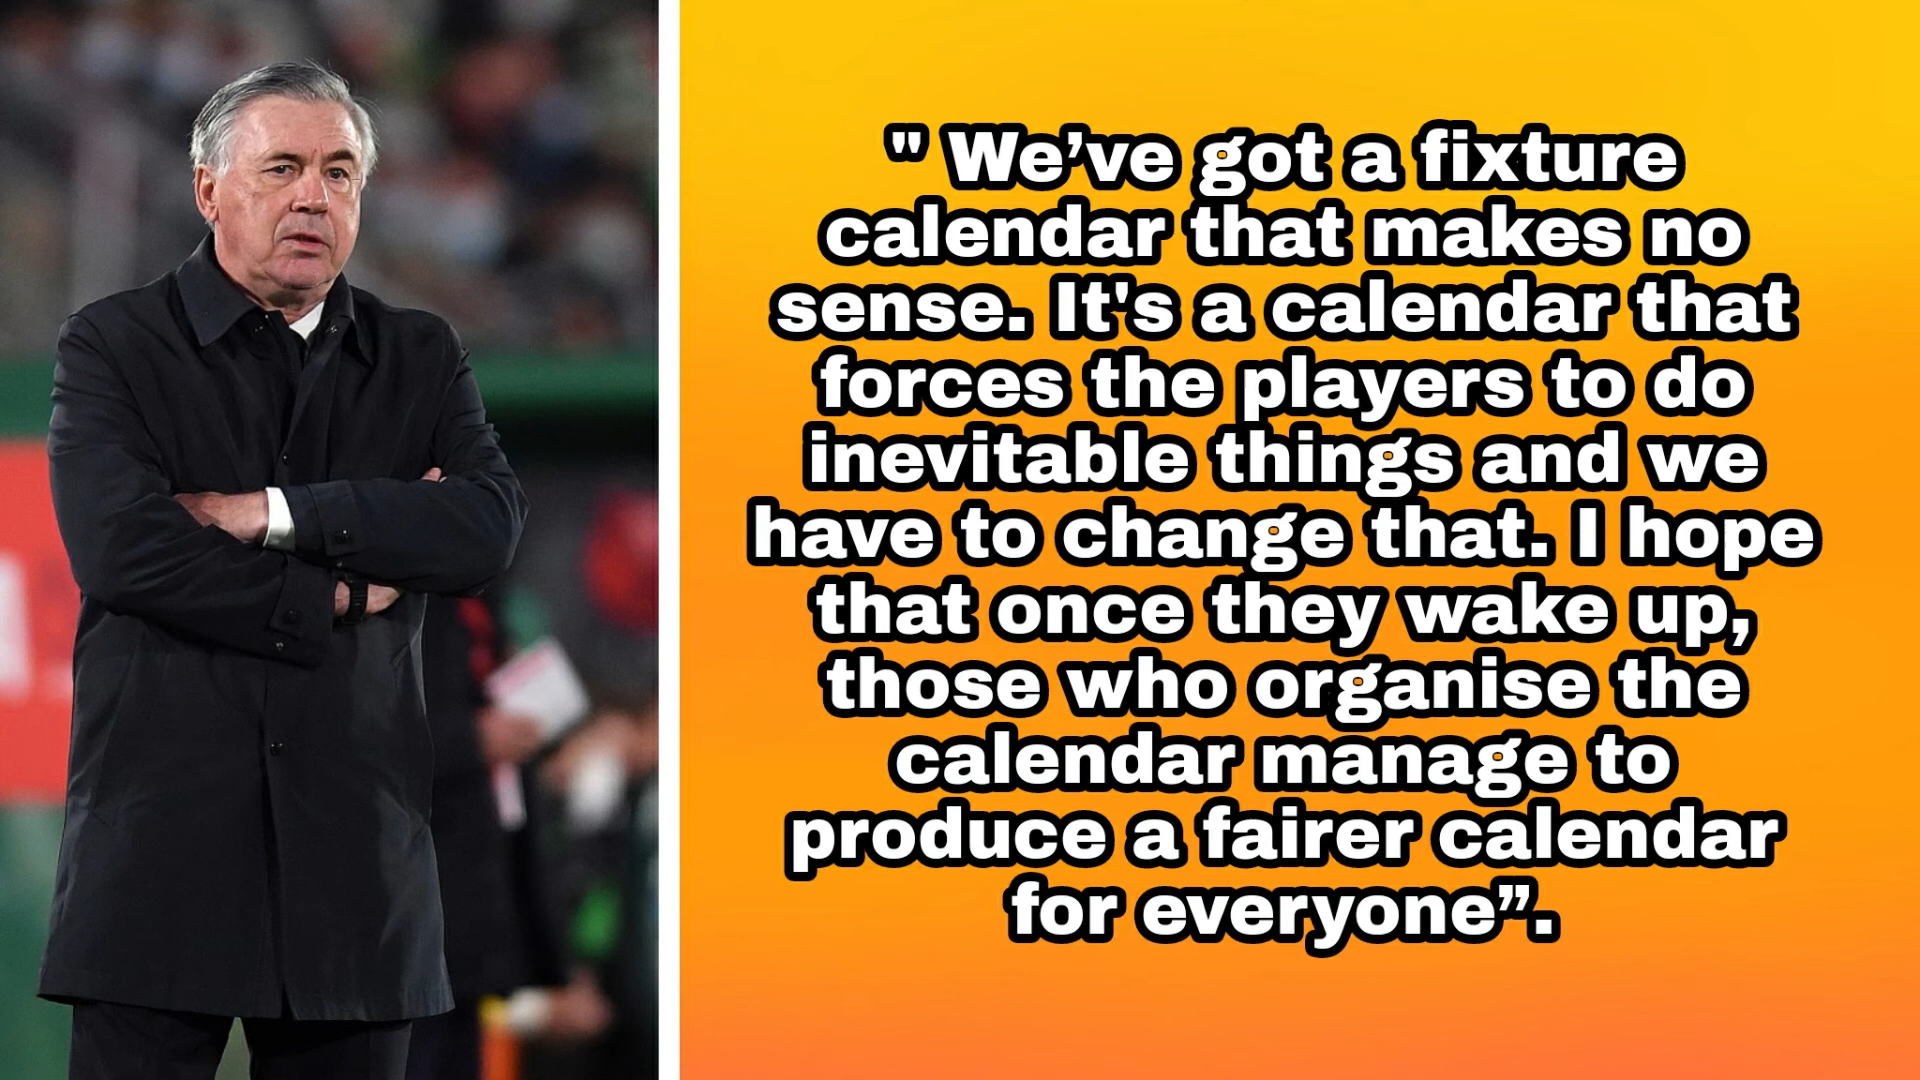 " We’ve got a fixture
calendar that makes no
sense. It's a calendar that
forces the players to do
inevitable things and we
have to change that. I hope
that once they wake up,
those who organise the
calendar manage to
produce a fairer calendar
for everyone”.